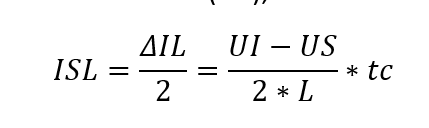 ISL = ΔIL / 2 = UI − US / 2 ∗ L ∗ tc